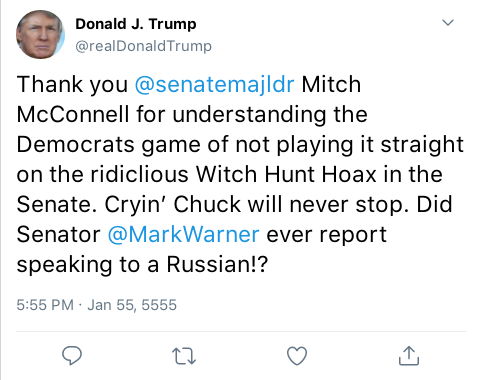 Donald J. Trump
@realDonaldTrump
Thank you @senatemajldr Mitch
McConnell for understanding the
Democrats game of not playing it straight
on the ridiclious Witch Hunt Hoax in the
Senate. Cryin’ Chuck will never stop. Did
Senator @MarkWarner ever report
speaking to a Russian!?
5:55 PM · Jan 55, 5555